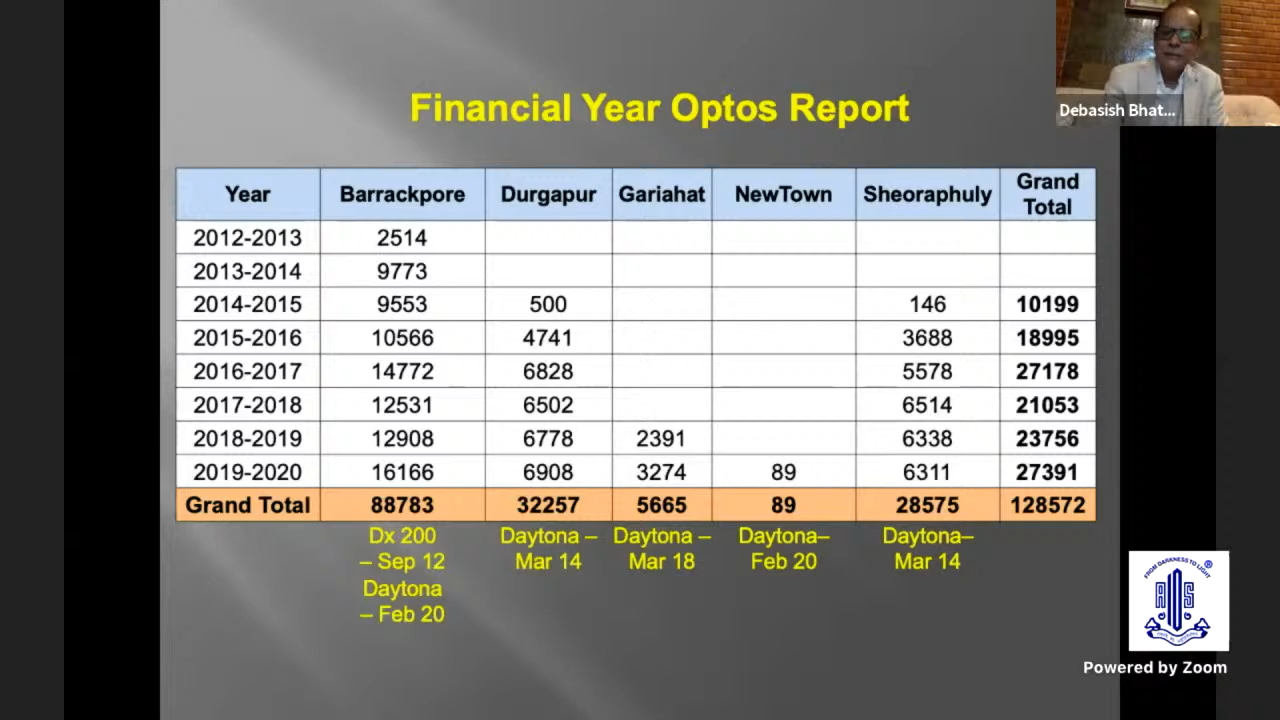 Debasish Bhat...
Financial Year Optos Report
Year Barrackpore Durgapur Gariahat NewTown Sheoraphuly Grand Total
2012-2013 2514
2013-2014 9773
2014-2015 9553 500 146 10199
2015-2016 10566 4741 3688 18995
2016-2017 14772 6828 5578 27178
2017-2018 12531 6502 6514 21053
2018-2019 12908 6778 2391 6338 23756
2019-2020 16166 6908 3274 89 6311 27391
Grand Total 88783 32257 5665 89 28575 128572
Dx 200 Daytona – Daytona – Daytona– Daytona–
– Sep 12 Mar 14 Mar 18 Feb 20 Mar 14
Daytona
– Feb 20
FROM DARKNESS TO LIGHT
®
AIOS
Powered by Zoom